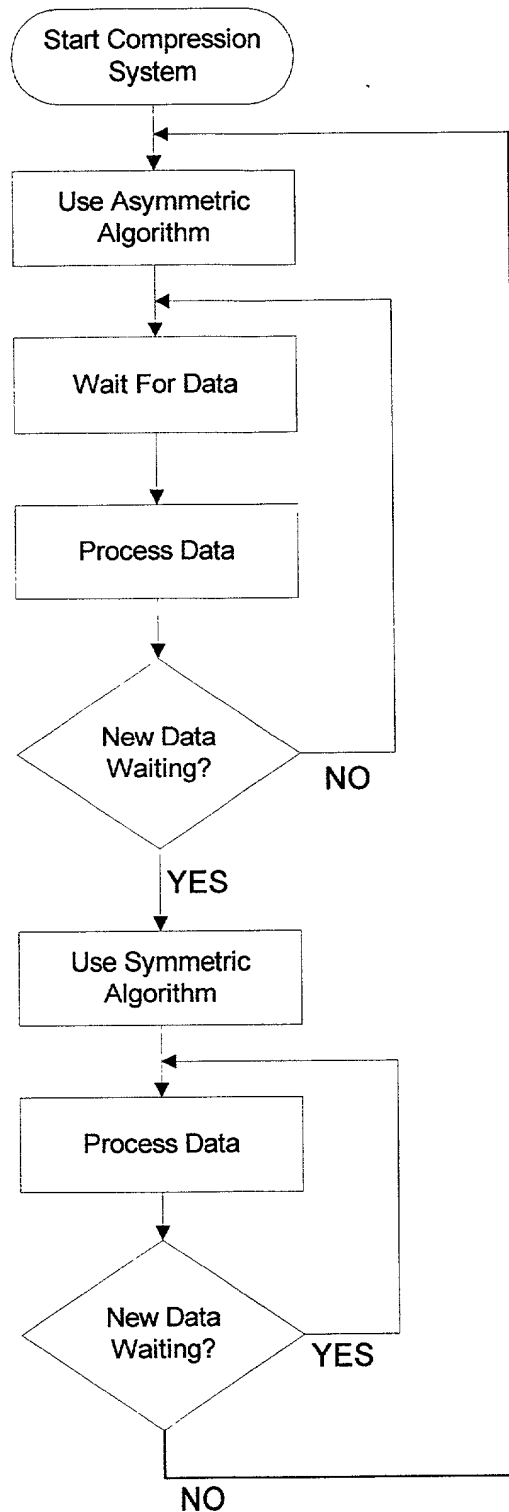 Start Compression
System
Use Asymmetric
Algorithm
Wait For Data
Process Data
New Data
Waiting?
NO
YES
Use Symmetric
Algorithm
Process Data
New Data
Waiting?
YES
NO